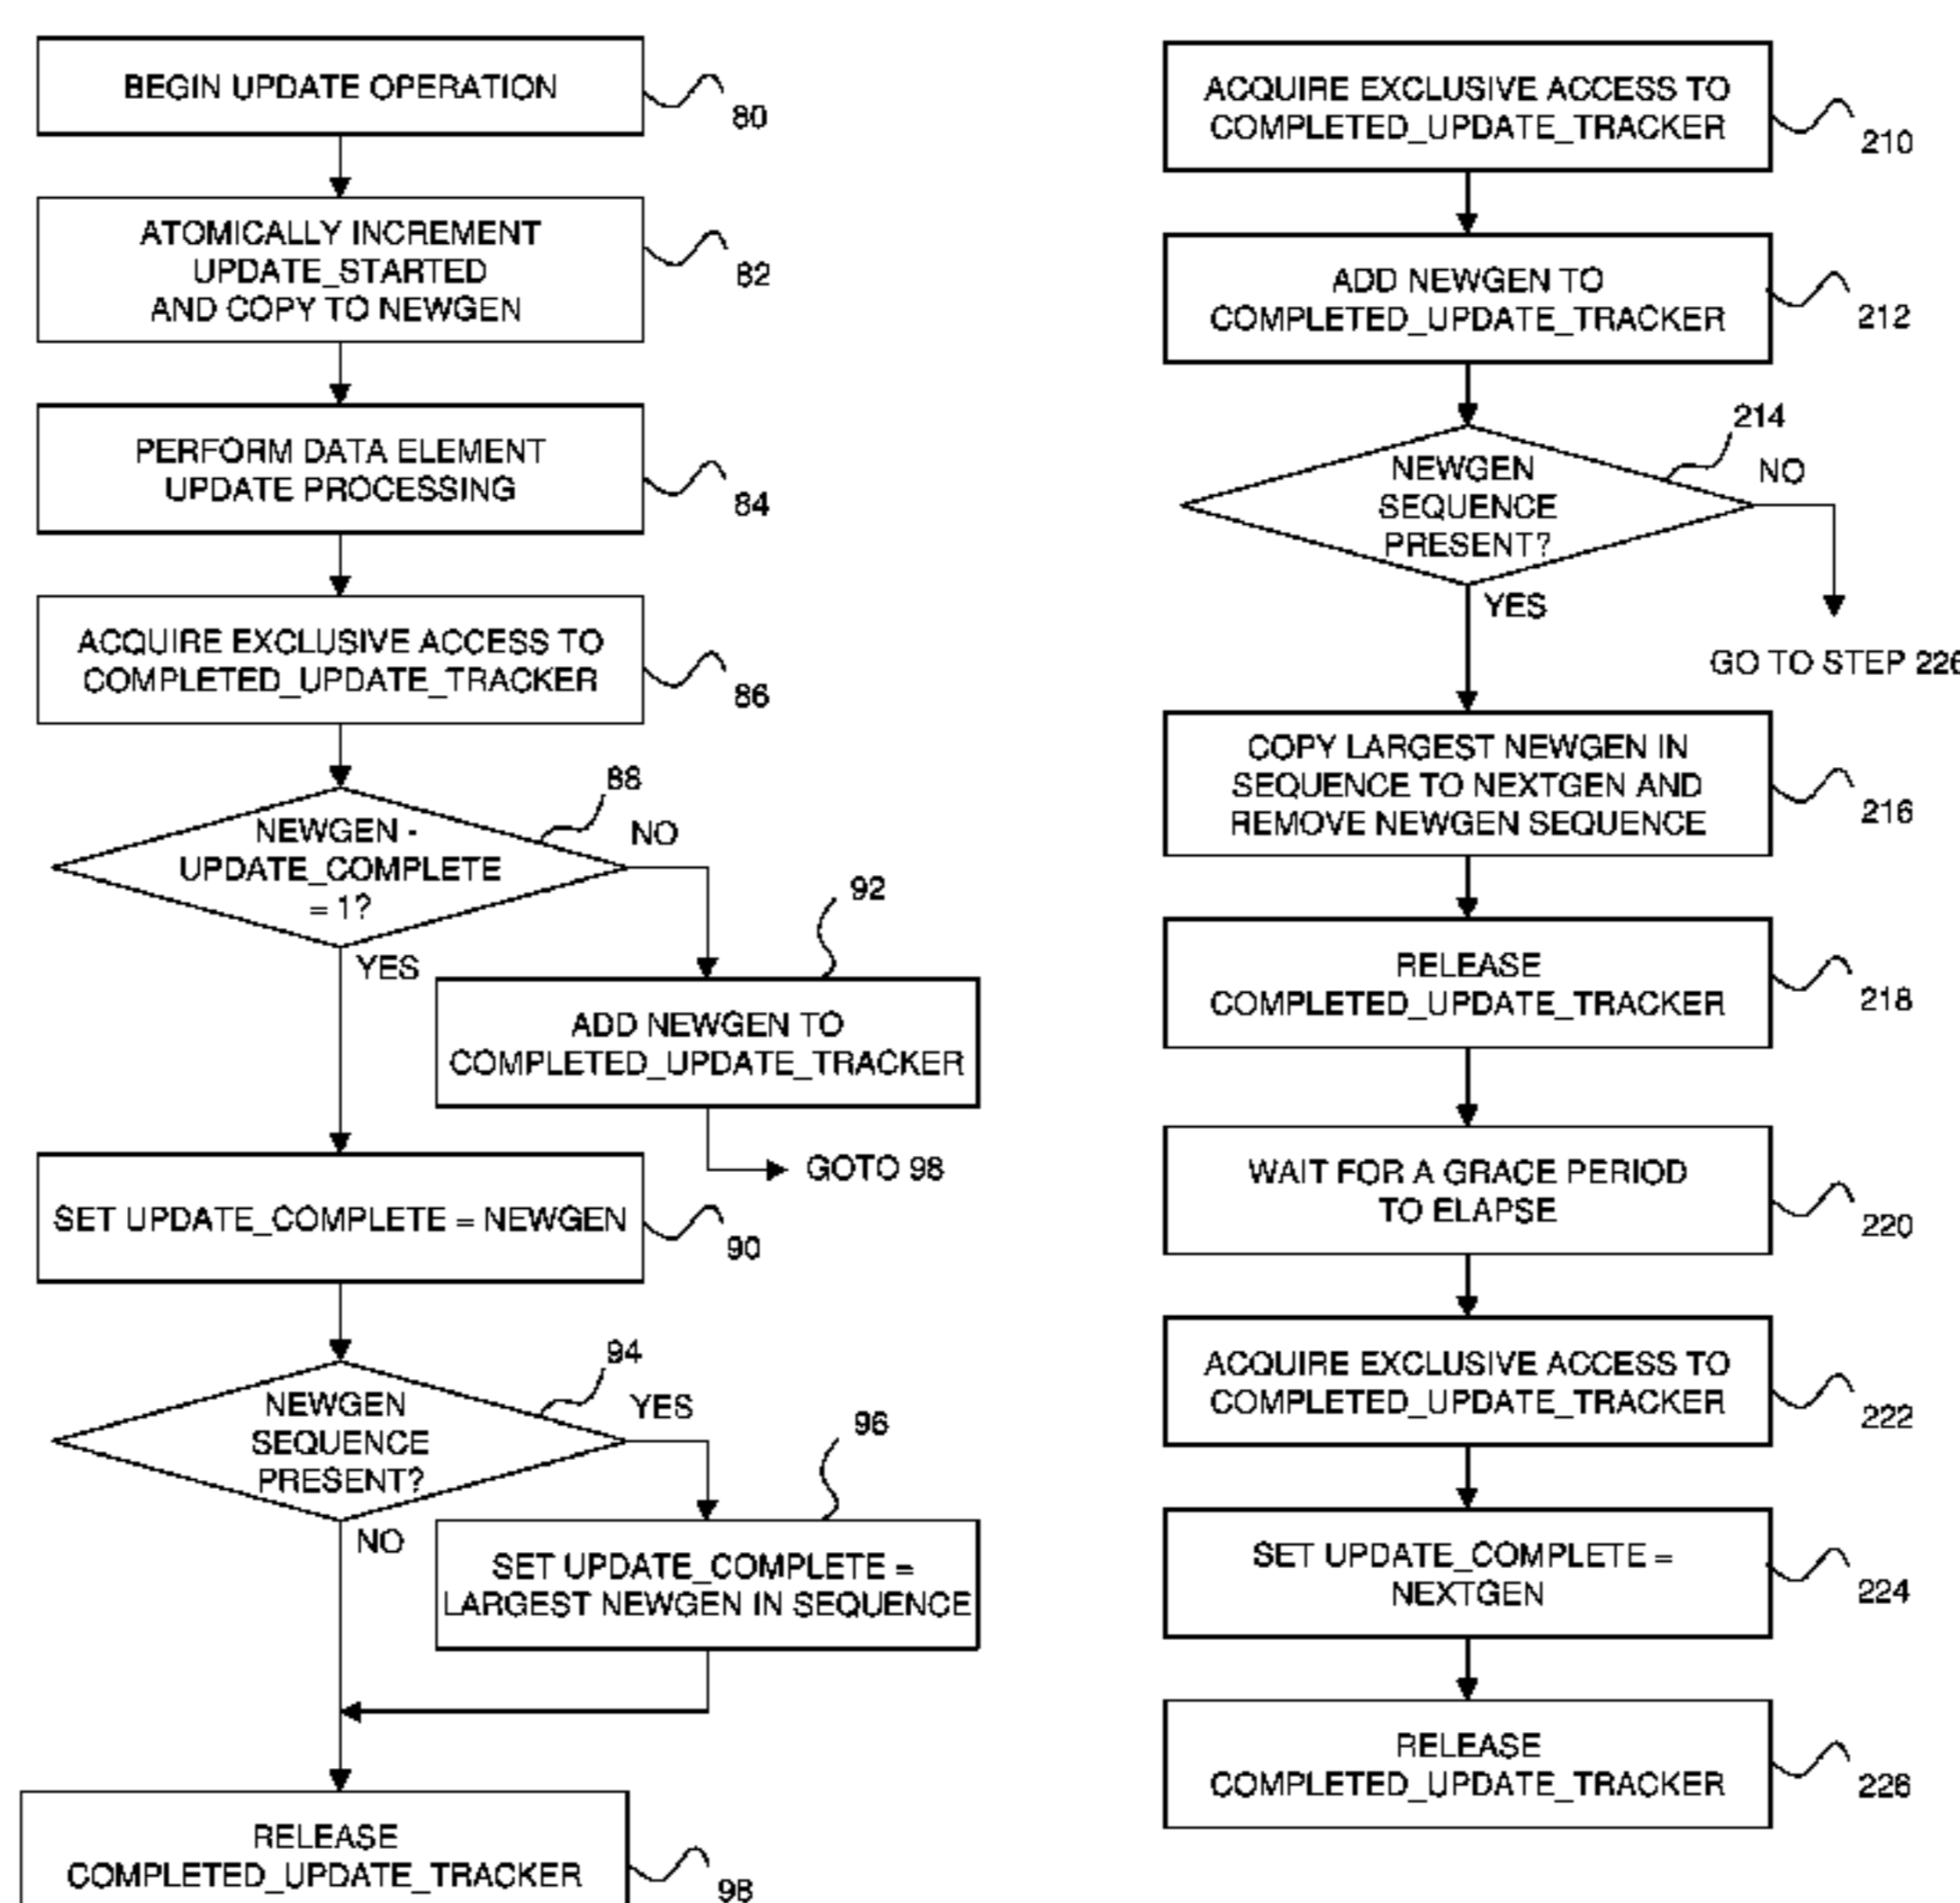 BEGIN UPDATE OPERATION
80
ATOMICALLY INCREMENT
UPDATE_STARTED
AND COPY TO NEWGEN
82
PERFORM DATA ELEMENT
UPDATE PROCESSING
84
ACQUIRE EXCLUSIVE ACCESS TO
COMPLETED_UPDATE_TRACKER
86
88
NEWGEN -
UPDATE_COMPLETE
= 1?
NO
YES
92
ADD NEWGEN TO
COMPLETED_UPDATE_TRACKER
GOTO 98
SET UPDATE_COMPLETE = NEWGEN
90
94
NEWGEN
SEQUENCE
PRESENT?
YES
NO
96
SET UPDATE_COMPLETE =
LARGEST NEWGEN IN SEQUENCE
RELEASE
COMPLETED_UPDATE_TRACKER
98
ACQUIRE EXCLUSIVE ACCESS TO
COMPLETED_UPDATE_TRACKER
210
ADD NEWGEN TO
COMPLETED_UPDATE_TRACKER
212
214
NEWGEN
SEQUENCE
PRESENT?
NO
YES
GO TO STEP 226
COPY LARGEST NEWGEN IN
SEQUENCE TO NEXTGEN AND
REMOVE NEWGEN SEQUENCE
216
RELEASE
COMPLETED_UPDATE_TRACKER
218
WAIT FOR A GRACE PERIOD
TO ELAPSE
220
ACQUIRE EXCLUSIVE ACCESS TO
COMPLETED_UPDATE_TRACKER
222
SET UPDATE_COMPLETE =
NEXTGEN
224
RELEASE
COMPLETED_UPDATE_TRACKER
226